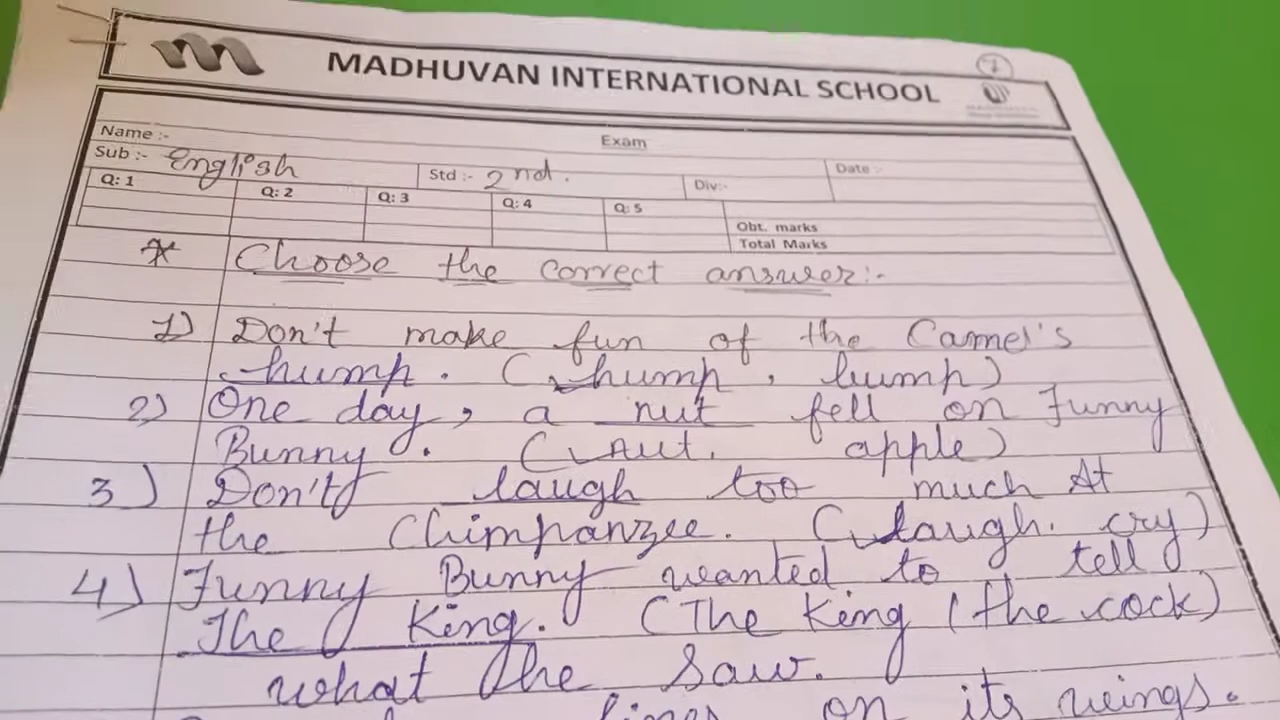 MADHUVAN INTERNATIONAL SCHOOL
Name :- Exam
Sub :- English Std :- 2nd. Div:- Date :-
Q: 1 Q: 2 Q: 3 Q: 4 Q: 5
Obt. marks
Total Marks
* Choose the correct answer:-
1) Don't make fun of the Camel's
hump. (hump, bump)
2) One day, a nut fell on Funny
Bunny. (nut, apple)
3) Don't laugh too much At
the Chimpanzee. (laugh. cry)
4) Funny Bunny wanted to tell
The King. (The King (the cock)
what he saw.
on its wings.